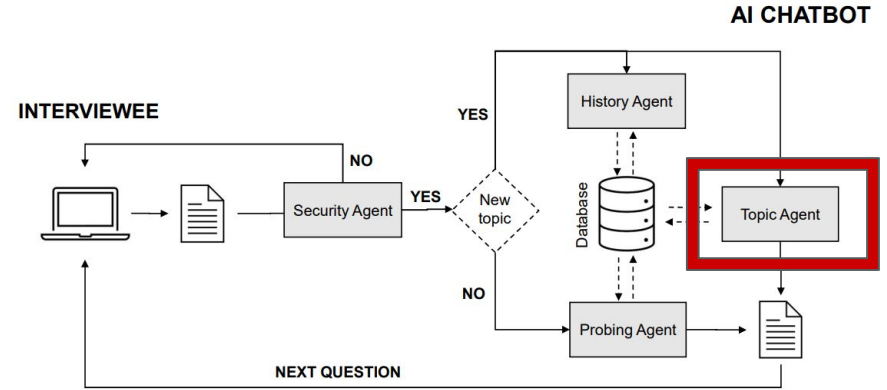 AI CHATBOT
INTERVIEWEE
History Agent
YES
NO
Security Agent
YES
New
topic
Database
Topic Agent
NO
Probing Agent
NEXT QUESTION